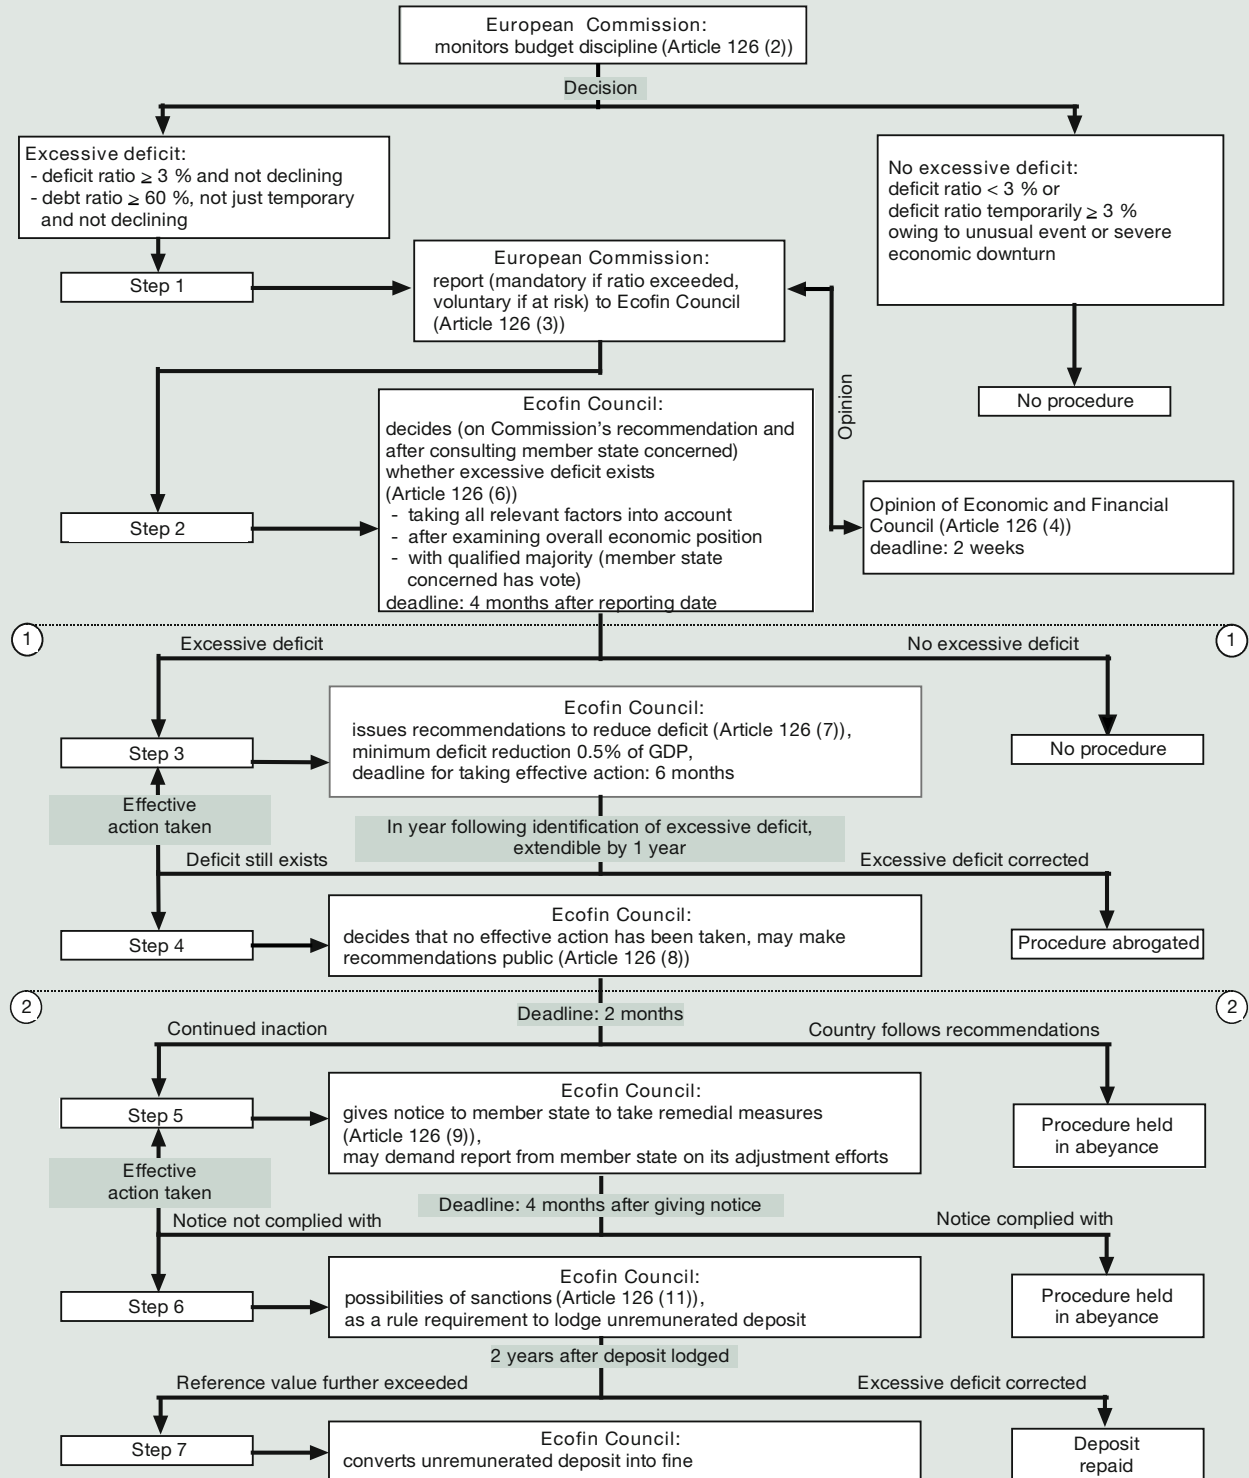 European Commission:
monitors budget discipline (Article 126 (2))
Decision
Excessive deficit:
- deficit ratio ≥ 3 % and not declining
- debt ratio ≥ 60 %, not just temporary
and not declining
No excessive deficit:
deficit ratio < 3 % or
deficit ratio temporarily ≥ 3 %
owing to unusual event or severe
economic downturn
Step 1
European Commission:
report (mandatory if ratio exceeded,
voluntary if at risk) to Ecofin Council
(Article 126 (3))
No procedure
Opinion
Step 2
Ecofin Council:
decides (on Commission's recommendation and
after consulting member state concerned)
whether excessive deficit exists
(Article 126 (6))
- taking all relevant factors into account
- after examining overall economic position
- with qualified majority (member state
concerned has vote)
deadline: 4 months after reporting date
Opinion of Economic and Financial
Council (Article 126 (4))
deadline: 2 weeks
1
1
Excessive deficit
No excessive deficit
Step 3
Ecofin Council:
issues recommendations to reduce deficit (Article 126 (7)),
minimum deficit reduction 0.5% of GDP,
deadline for taking effective action: 6 months
No procedure
Effective
action taken
In year following identification of excessive deficit,
extendible by 1 year
Deficit still exists
Excessive deficit corrected
Step 4
Ecofin Council:
decides that no effective action has been taken, may make
recommendations public (Article 126 (8))
Procedure abrogated
2
2
Deadline: 2 months
Continued inaction
Country follows recommendations
Step 5
Ecofin Council:
gives notice to member state to take remedial measures
(Article 126 (9)),
may demand report from member state on its adjustment efforts
Procedure held
in abeyance
Effective
action taken
Deadline: 4 months after giving notice
Notice not complied with
Notice complied with
Step 6
Ecofin Council:
possibilities of sanctions (Article 126 (11)),
as a rule requirement to lodge unremunerated deposit
Procedure held
in abeyance
2 years after deposit lodged
Reference value further exceeded
Excessive deficit corrected
Step 7
Ecofin Council:
converts unremunerated deposit into fine
Deposit
repaid